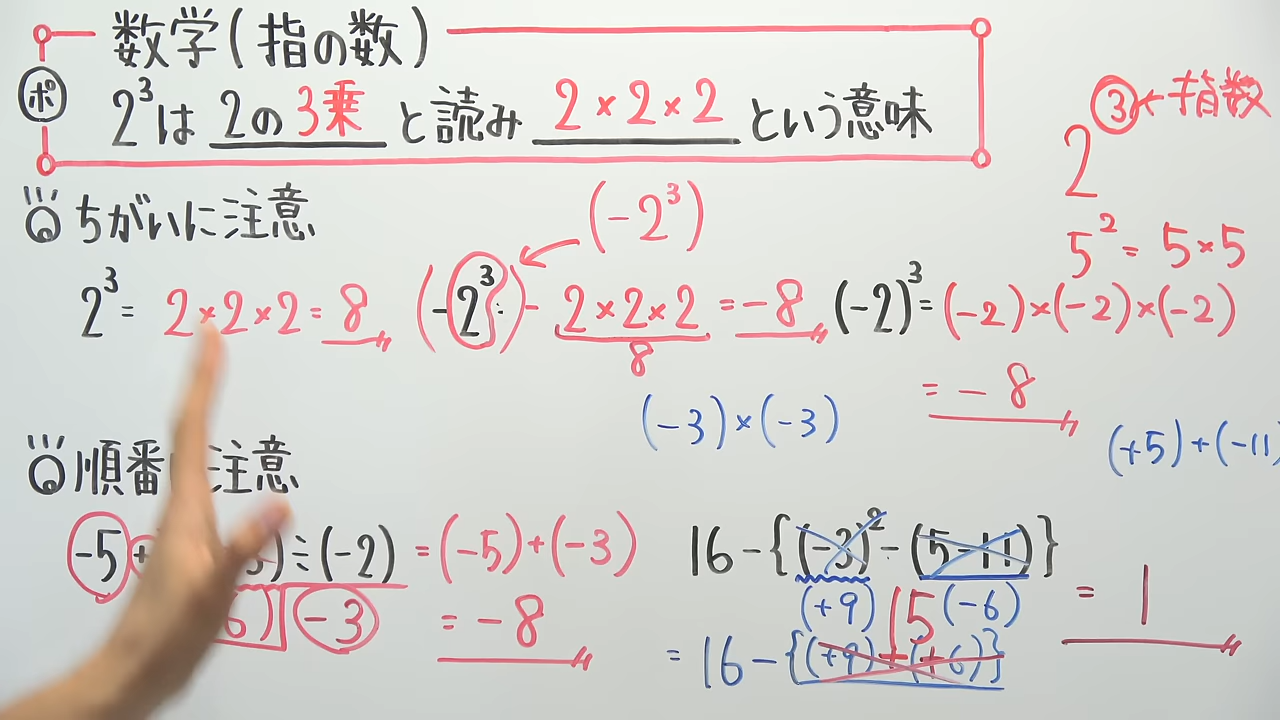 数学(指の数)
ポ
2³は 2の3乗 と読み 2×2×2 という意味
2③←指数
5²=5×5
ちがいに注意
(-2³)
2³= 2×2×2=8
(-2³=)-2×2×2=-8
8
(-2)³=(-2)×(-2)×(-2)
=-8
(-3)×(-3)
(+5)+(-11
順番 注意
-5+ )÷(-2)=(-5)+(-3)
6) -3
=-8
16-{(-3)²-(5-11)}
(+9) 15 (-6)
=16-{(+9)+(+6)}
=1